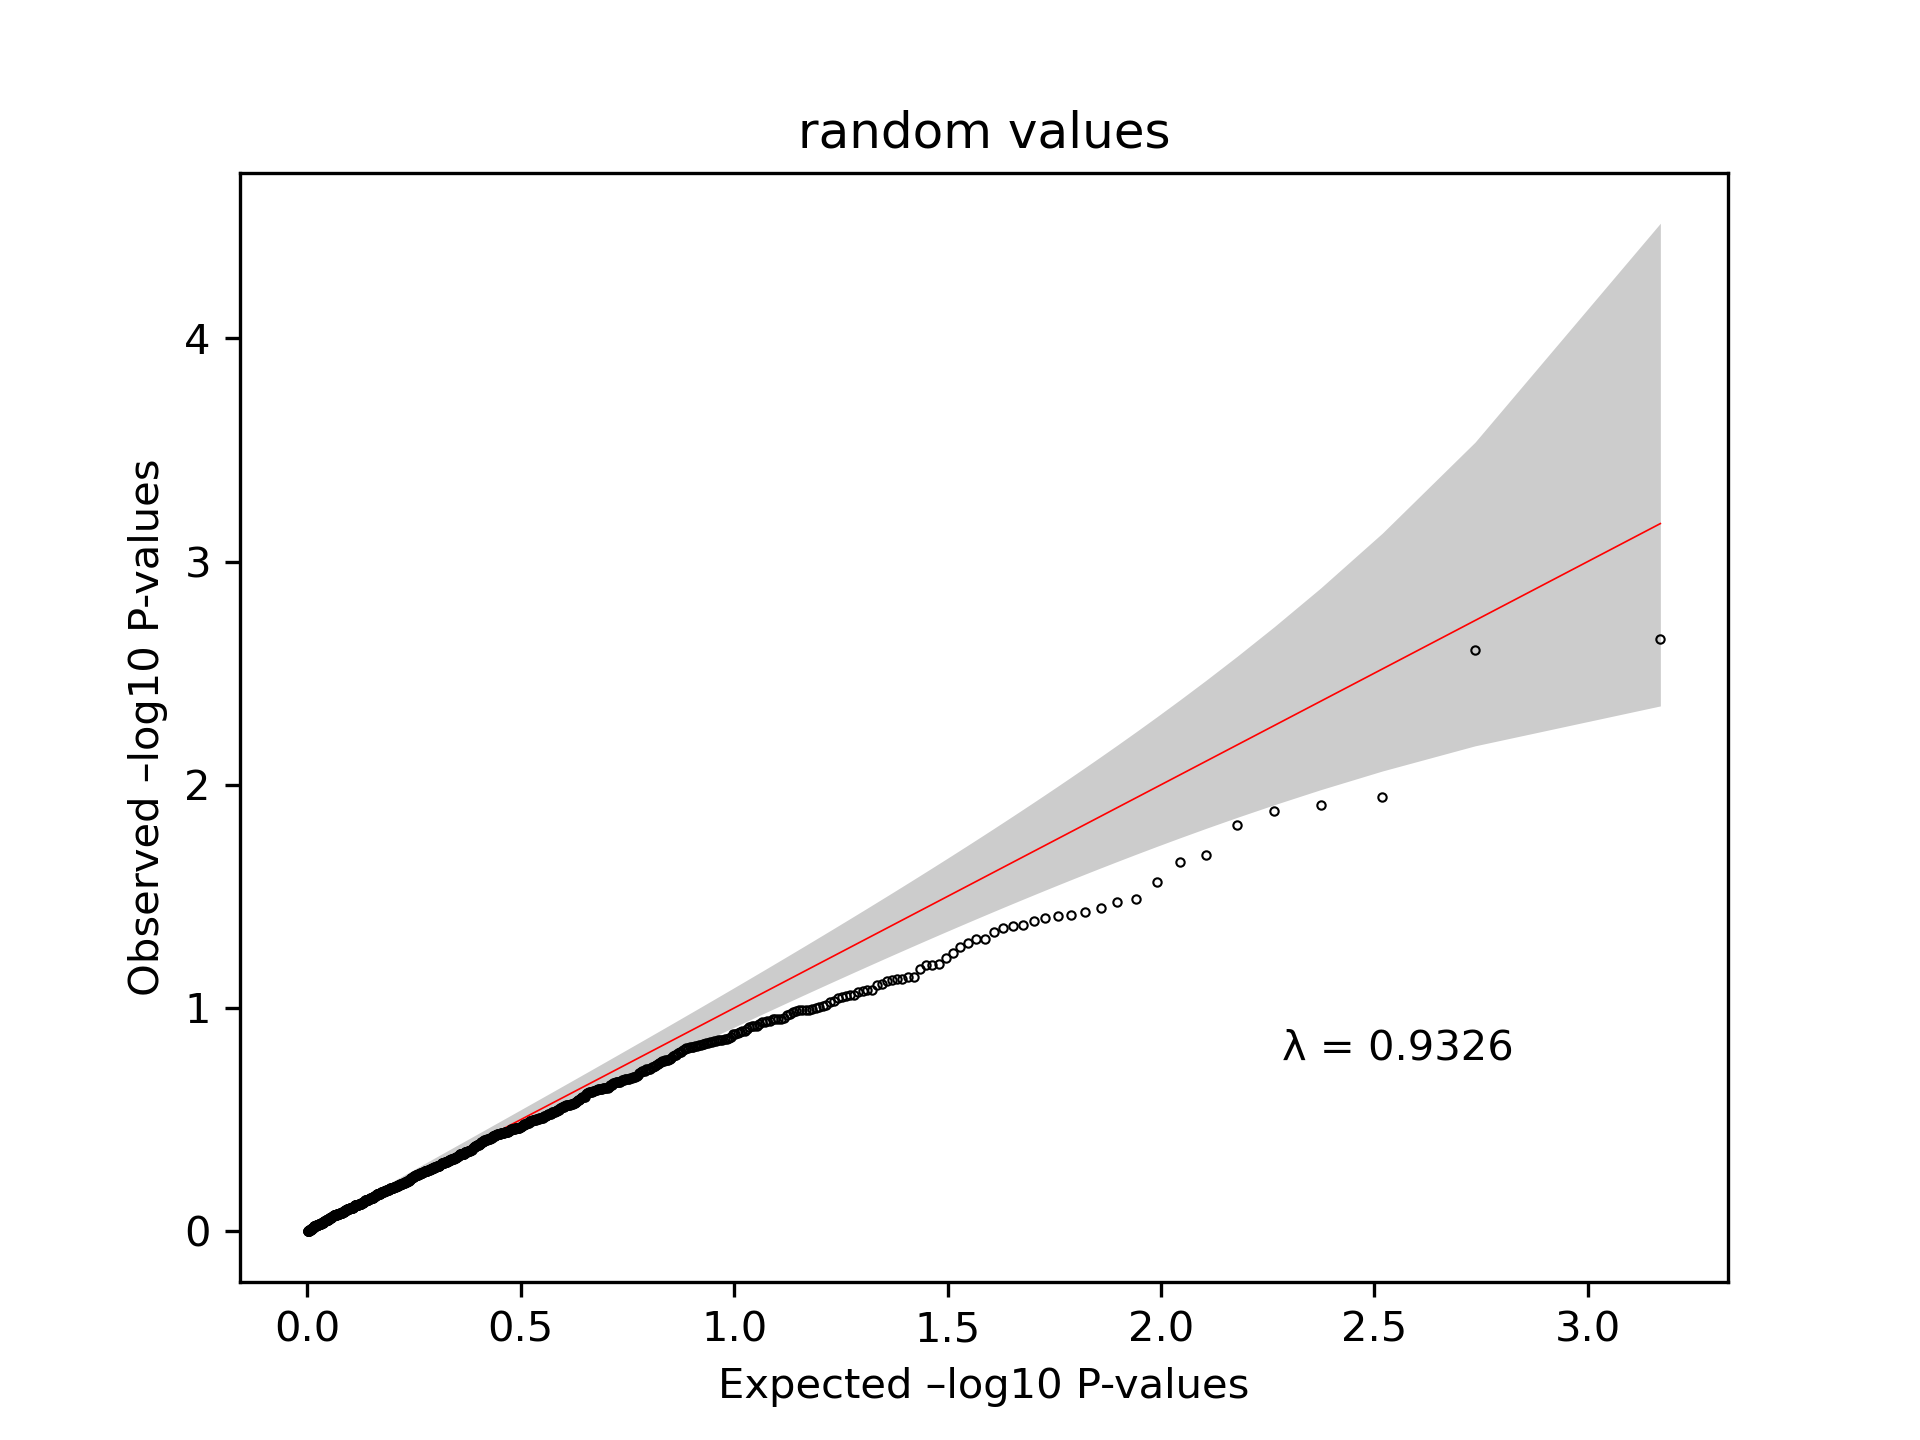 random values
4
3
2
1
0
Observed –log10 P-values
λ = 0.9326
0.0 0.5 1.0 1.5 2.0 2.5 3.0
Expected –log10 P-values